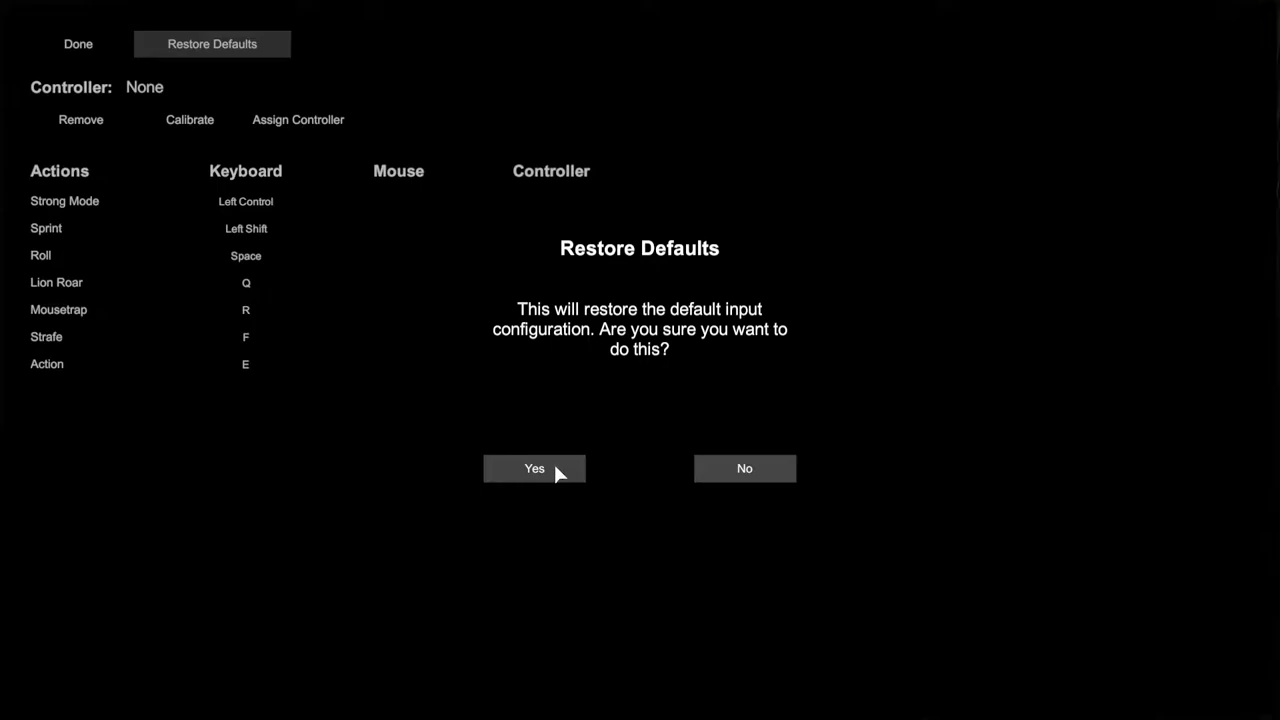 Done Restore Defaults
Controller: None
Remove Calibrate Assign Controller
Actions Keyboard Mouse Controller
Strong Mode Left Control
Sprint Left Shift
Roll Space
Lion Roar Q
Mousetrap R
Strafe F
Action E
Restore Defaults
This will restore the default input
configuration. Are you sure you want to
do this?
Yes No